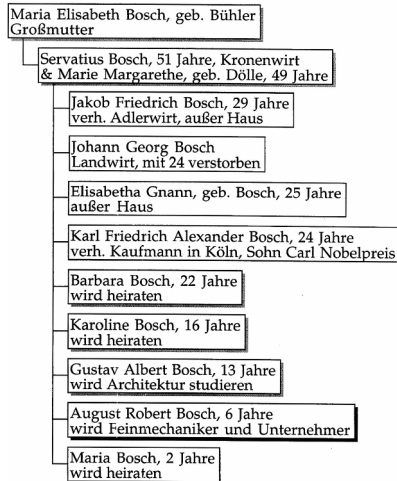 Maria Elisabeth Bosch, geb. Bühler
Großmutter
Servatius Bosch, 51 Jahre, Kronenwirt
& Marie Margarethe, geb. Dölle, 49 Jahre
Jakob Friedrich Bosch, 29 Jahre
verh. Adlerwirt, außer Haus
Johann Georg Bosch
Landwirt, mit 24 verstorben
Elisabetha Gnann, geb. Bosch, 25 Jahre
außer Haus
Karl Friedrich Alexander Bosch, 24 Jahre
verh. Kaufmann in Köln, Sohn Carl Nobelpreis
Barbara Bosch, 22 Jahre
wird heiraten
Karoline Bosch, 16 Jahre
wird heiraten
Gustav Albert Bosch, 13 Jahre
wird Architektur studieren
August Robert Bosch, 6 Jahre
wird Feinmechaniker und Unternehmer
Maria Bosch, 2 Jahre
wird heiraten